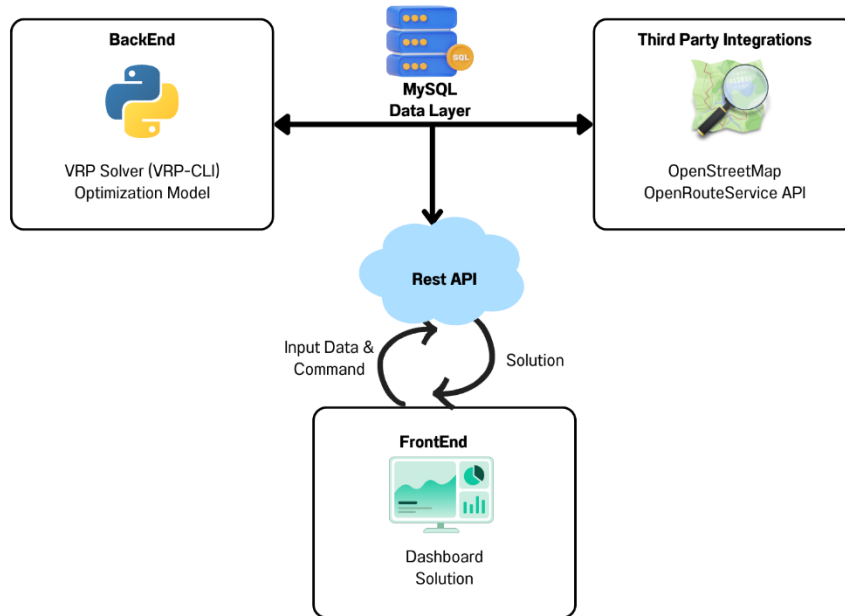 BackEnd
VRP Solver (VRP-CLI)
Optimization Model
SQL
MySQL
Data Layer
Third Party Integrations
OpenStreetMap
OpenRouteService API
Rest API
Input Data &
Command
Solution
FrontEnd
Dashboard
Solution